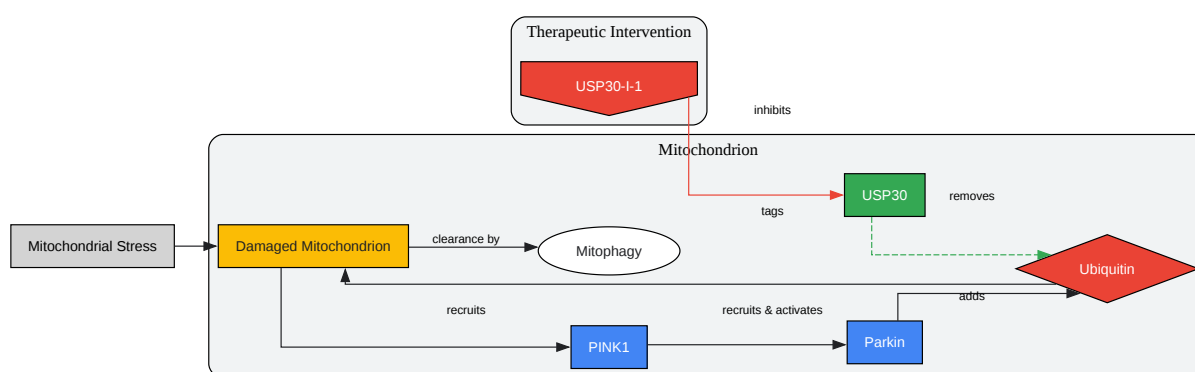 Therapeutic Intervention
USP30-I-1
inhibits
Mitochondrion
USP30
removes
tags
Mitochondrial Stress
Damaged Mitochondrion
clearance by
Mitophagy
Ubiquitin
adds
recruits
recruits & activates
PINK1
Parkin